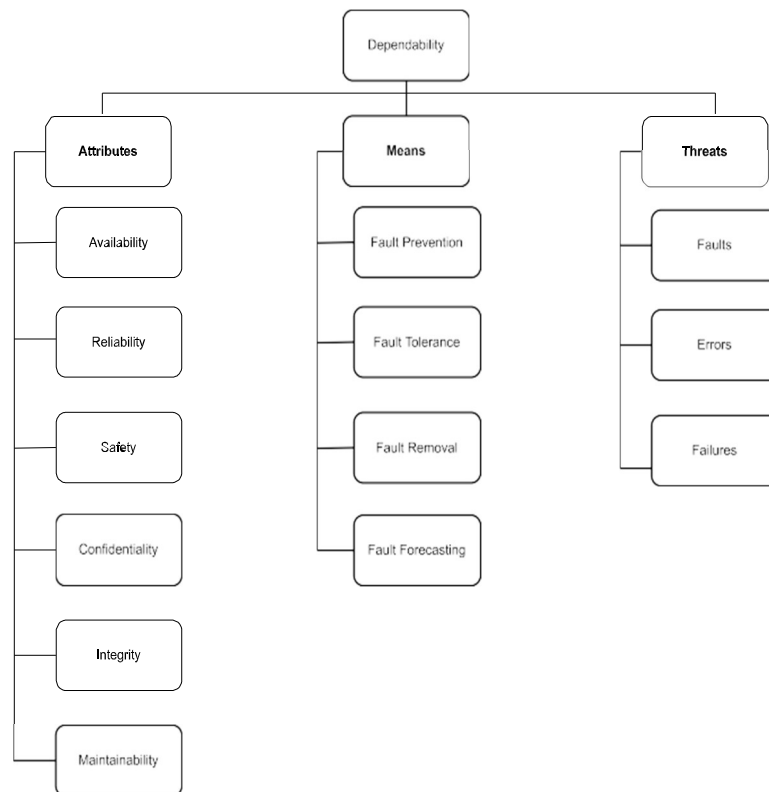 Dependability
Attributes
Means
Threats
Availability
Fault Prevention
Faults
Reliability
Fault Tolerance
Errors
Safety
Fault Removal
Failures
Confidentiality
Fault Forecasting
Integrity
Maintainability